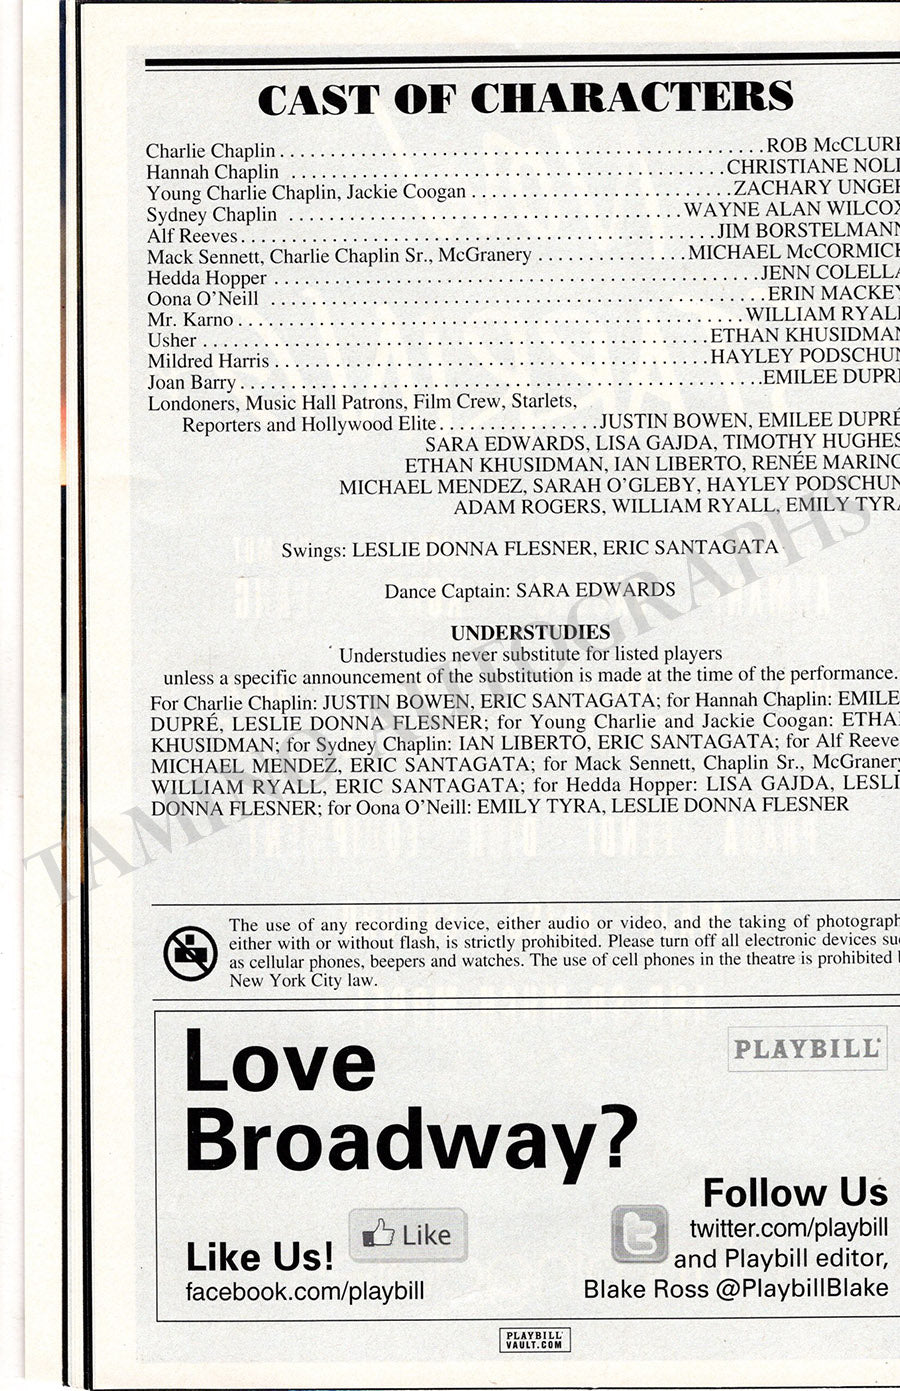 CAST OF CHARACTERS
Charlie Chaplin . . . . . . . . . . . . . . . . . . . . . . . . . . . . . . . . . . . . . . . . ROB McCLURE
Hannah Chaplin . . . . . . . . . . . . . . . . . . . . . . . . . . . . . . . . . . . CHRISTIANE NOLL
Young Charlie Chaplin, Jackie Coogan . . . . . . . . . . . . . . . . . . . ZACHARY UNGER
Sydney Chaplin . . . . . . . . . . . . . . . . . . . . . . . . . . . . . . . WAYNE ALAN WILCOX
Alf Reeves . . . . . . . . . . . . . . . . . . . . . . . . . . . . . . . . . . . . . . JIM BORSTELMANN
Mack Sennett, Charlie Chaplin Sr., McGranery . . . . . . . . . . . . MICHAEL McCORMICK
Hedda Hopper . . . . . . . . . . . . . . . . . . . . . . . . . . . . . . . . . . . . . . . . JENN COLELLA
Oona O'Neill . . . . . . . . . . . . . . . . . . . . . . . . . . . . . . . . . . . . . . . . . ERIN MACKEY
Mr. Karno . . . . . . . . . . . . . . . . . . . . . . . . . . . . . . . . . . . . . . . . . WILLIAM RYALL
Usher . . . . . . . . . . . . . . . . . . . . . . . . . . . . . . . . . . . . . . . . . ETHAN KHUSIDMAN
Mildred Harris . . . . . . . . . . . . . . . . . . . . . . . . . . . . . . . . . . . HAYLEY PODSCHUN
Joan Barry . . . . . . . . . . . . . . . . . . . . . . . . . . . . . . . . . . . . . . . . . . . EMILEE DUPRÉ
Londoners, Music Hall Patrons, Film Crew, Starlets,
Reporters and Hollywood Elite . . . . . . . . . . . . . . . . JUSTIN BOWEN, EMILEE DUPRÉ
SARA EDWARDS, LISA GAJDA, TIMOTHY HUGHES
ETHAN KHUSIDMAN, IAN LIBERTO, RENÉE MARINO
MICHAEL MENDEZ, SARAH O'GLEBY, HAYLEY PODSCHUN
ADAM ROGERS, WILLIAM RYALL, EMILY TYRA
Swings: LESLIE DONNA FLESNER, ERIC SANTAGATA
Dance Captain: SARA EDWARDS
UNDERSTUDIES
Understudies never substitute for listed players
unless a specific announcement of the substitution is made at the time of the performance.
For Charlie Chaplin: JUSTIN BOWEN, ERIC SANTAGATA; for Hannah Chaplin: EMILE
DUPRÉ, LESLIE DONNA FLESNER; for Young Charlie and Jackie Coogan: ETHA
KHUSIDMAN; for Sydney Chaplin: IAN LIBERTO, ERIC SANTAGATA; for Alf Reeve
MICHAEL MENDEZ, ERIC SANTAGATA; for Mack Sennett, Chaplin Sr., McGranery
WILLIAM RYALL, ERIC SANTAGATA; for Hedda Hopper: LISA GAJDA, LESLI
DONNA FLESNER; for Oona O'Neill: EMILY TYRA, LESLIE DONNA FLESNER
TAMINO AUTOGRAPHS
The use of any recording device, either audio or video, and the taking of photograph
either with or without flash, is strictly prohibited. Please turn off all electronic devices suc
as cellular phones, beepers and watches. The use of cell phones in the theatre is prohibited b
New York City law.
Love
Broadway?
PLAYBILL
Like Us!
Like
facebook.com/playbill
Follow Us
twitter.com/playbill
and Playbill editor,
Blake Ross @PlaybillBlake
PLAYBILL
VAULT.COM